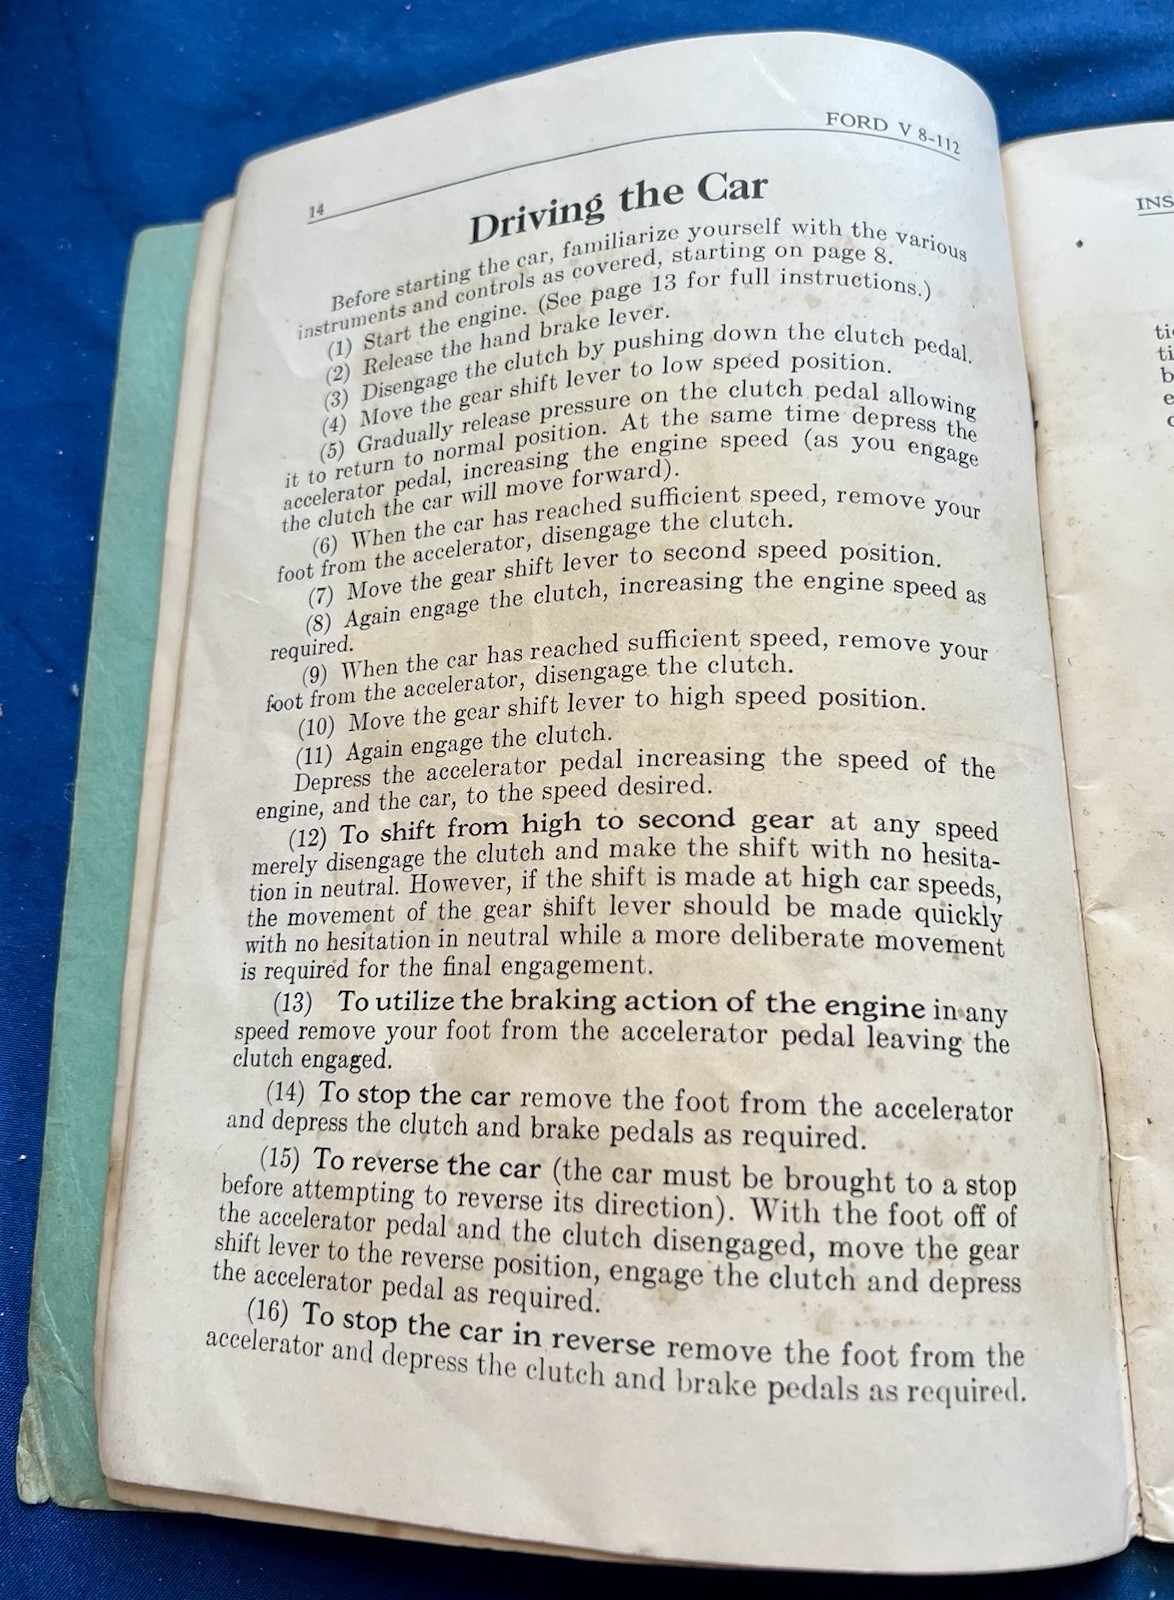 14
FORD V 8-112
Driving the Car
Before starting the car, familiarize yourself with the various
instruments and controls as covered, starting on page 8.
(1) Start the engine. (See page 13 for full instructions.)
(2) Release the hand brake lever.
(3) Disengage the clutch by pushing down the clutch pedal.
(4) Move the gear shift lever to low speed position.
(5) Gradually release pressure on the clutch pedal allowing
it to return to normal position. At the same time depress the
accelerator pedal, increasing the engine speed (as you engage
the clutch the car will move forward).
(6) When the car has reached sufficient speed, remove your
foot from the accelerator, disengage the clutch.
(7) Move the gear shift lever to second speed position.
(8) Again engage the clutch, increasing the engine speed as
required.
(9) When the car has reached sufficient speed, remove your
foot from the accelerator, disengage the clutch.
(10) Move the gear shift lever to high speed position.
(11) Again engage the clutch.
Depress the accelerator pedal increasing the speed of the
engine, and the car, to the speed desired.
(12) To shift from high to second gear at any speed
merely disengage the clutch and make the shift with no hesita-
tion in neutral. However, if the shift is made at high car speeds,
the movement of the gear shift lever should be made quickly
with no hesitation in neutral while a more deliberate movement
is required for the final engagement.
(13) To utilize the braking action of the engine in any
speed remove your foot from the accelerator pedal leaving the
clutch engaged.
(14) To stop the car remove the foot from the accelerator
and depress the clutch and brake pedals as required.
(15) To reverse the car (the car must be brought to a stop
before attempting to reverse its direction). With the foot off of
the accelerator pedal and the clutch disengaged, move the gear
shift lever to the reverse position, engage the clutch and depress
the accelerator pedal as required.
(16) To stop the car in reverse remove the foot from the
accelerator and depress the clutch and brake pedals as required.
INS